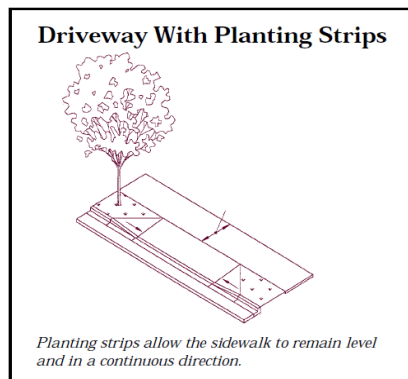 Driveway With Planting Strips
Planting strips allow the sidewalk to remain level
and in a continuous direction.